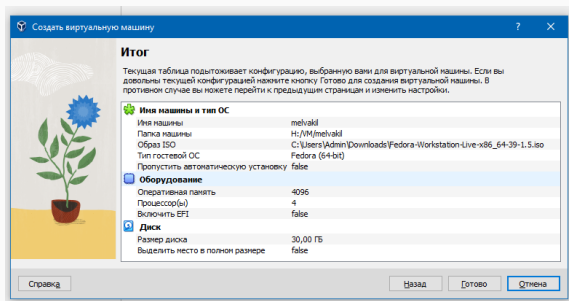 Создать виртуальную машину
Итог
Текущая таблица подытоживает конфигурацию, выбранную вами для виртуальной машины. Если вы
довольны текущей конфигурацией нажмите кнопку Готово для создания виртуальной машины. В
противном случае вы можете перейти к предыдущим страницам и изменить настройки.
Имя машины и тип ОС
Имя машины melvakil
Папка машины H:/VM/melvakil
Образ ISO C:\Users\Admin\Downloads\Fedora-Workstation-Live-x86_64-39-1.5.iso
Тип гостевой ОС Fedora (64-bit)
Пропустить автоматическую установку false
Оборудование
Оперативная память 4096
Процессор(ы) 4
Включить EFI false
Диск
Размер диска 30,00 ГБ
Выделить место в полном размере false
Справка Назад Готово Отмена